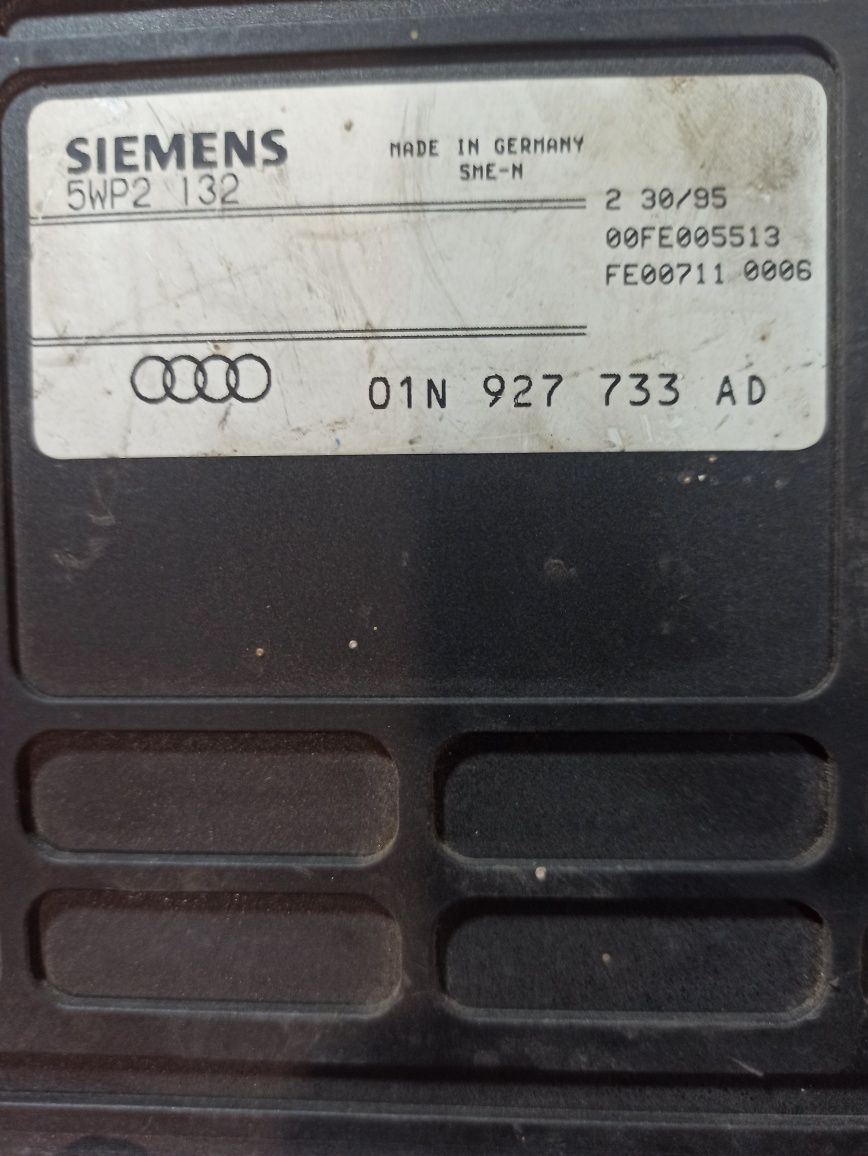 SIEMENS
MADE IN GERMANY
5WP2 132
SME-N
2 30/95
00FE005513
FE00711 0006
01N 927 733 AD